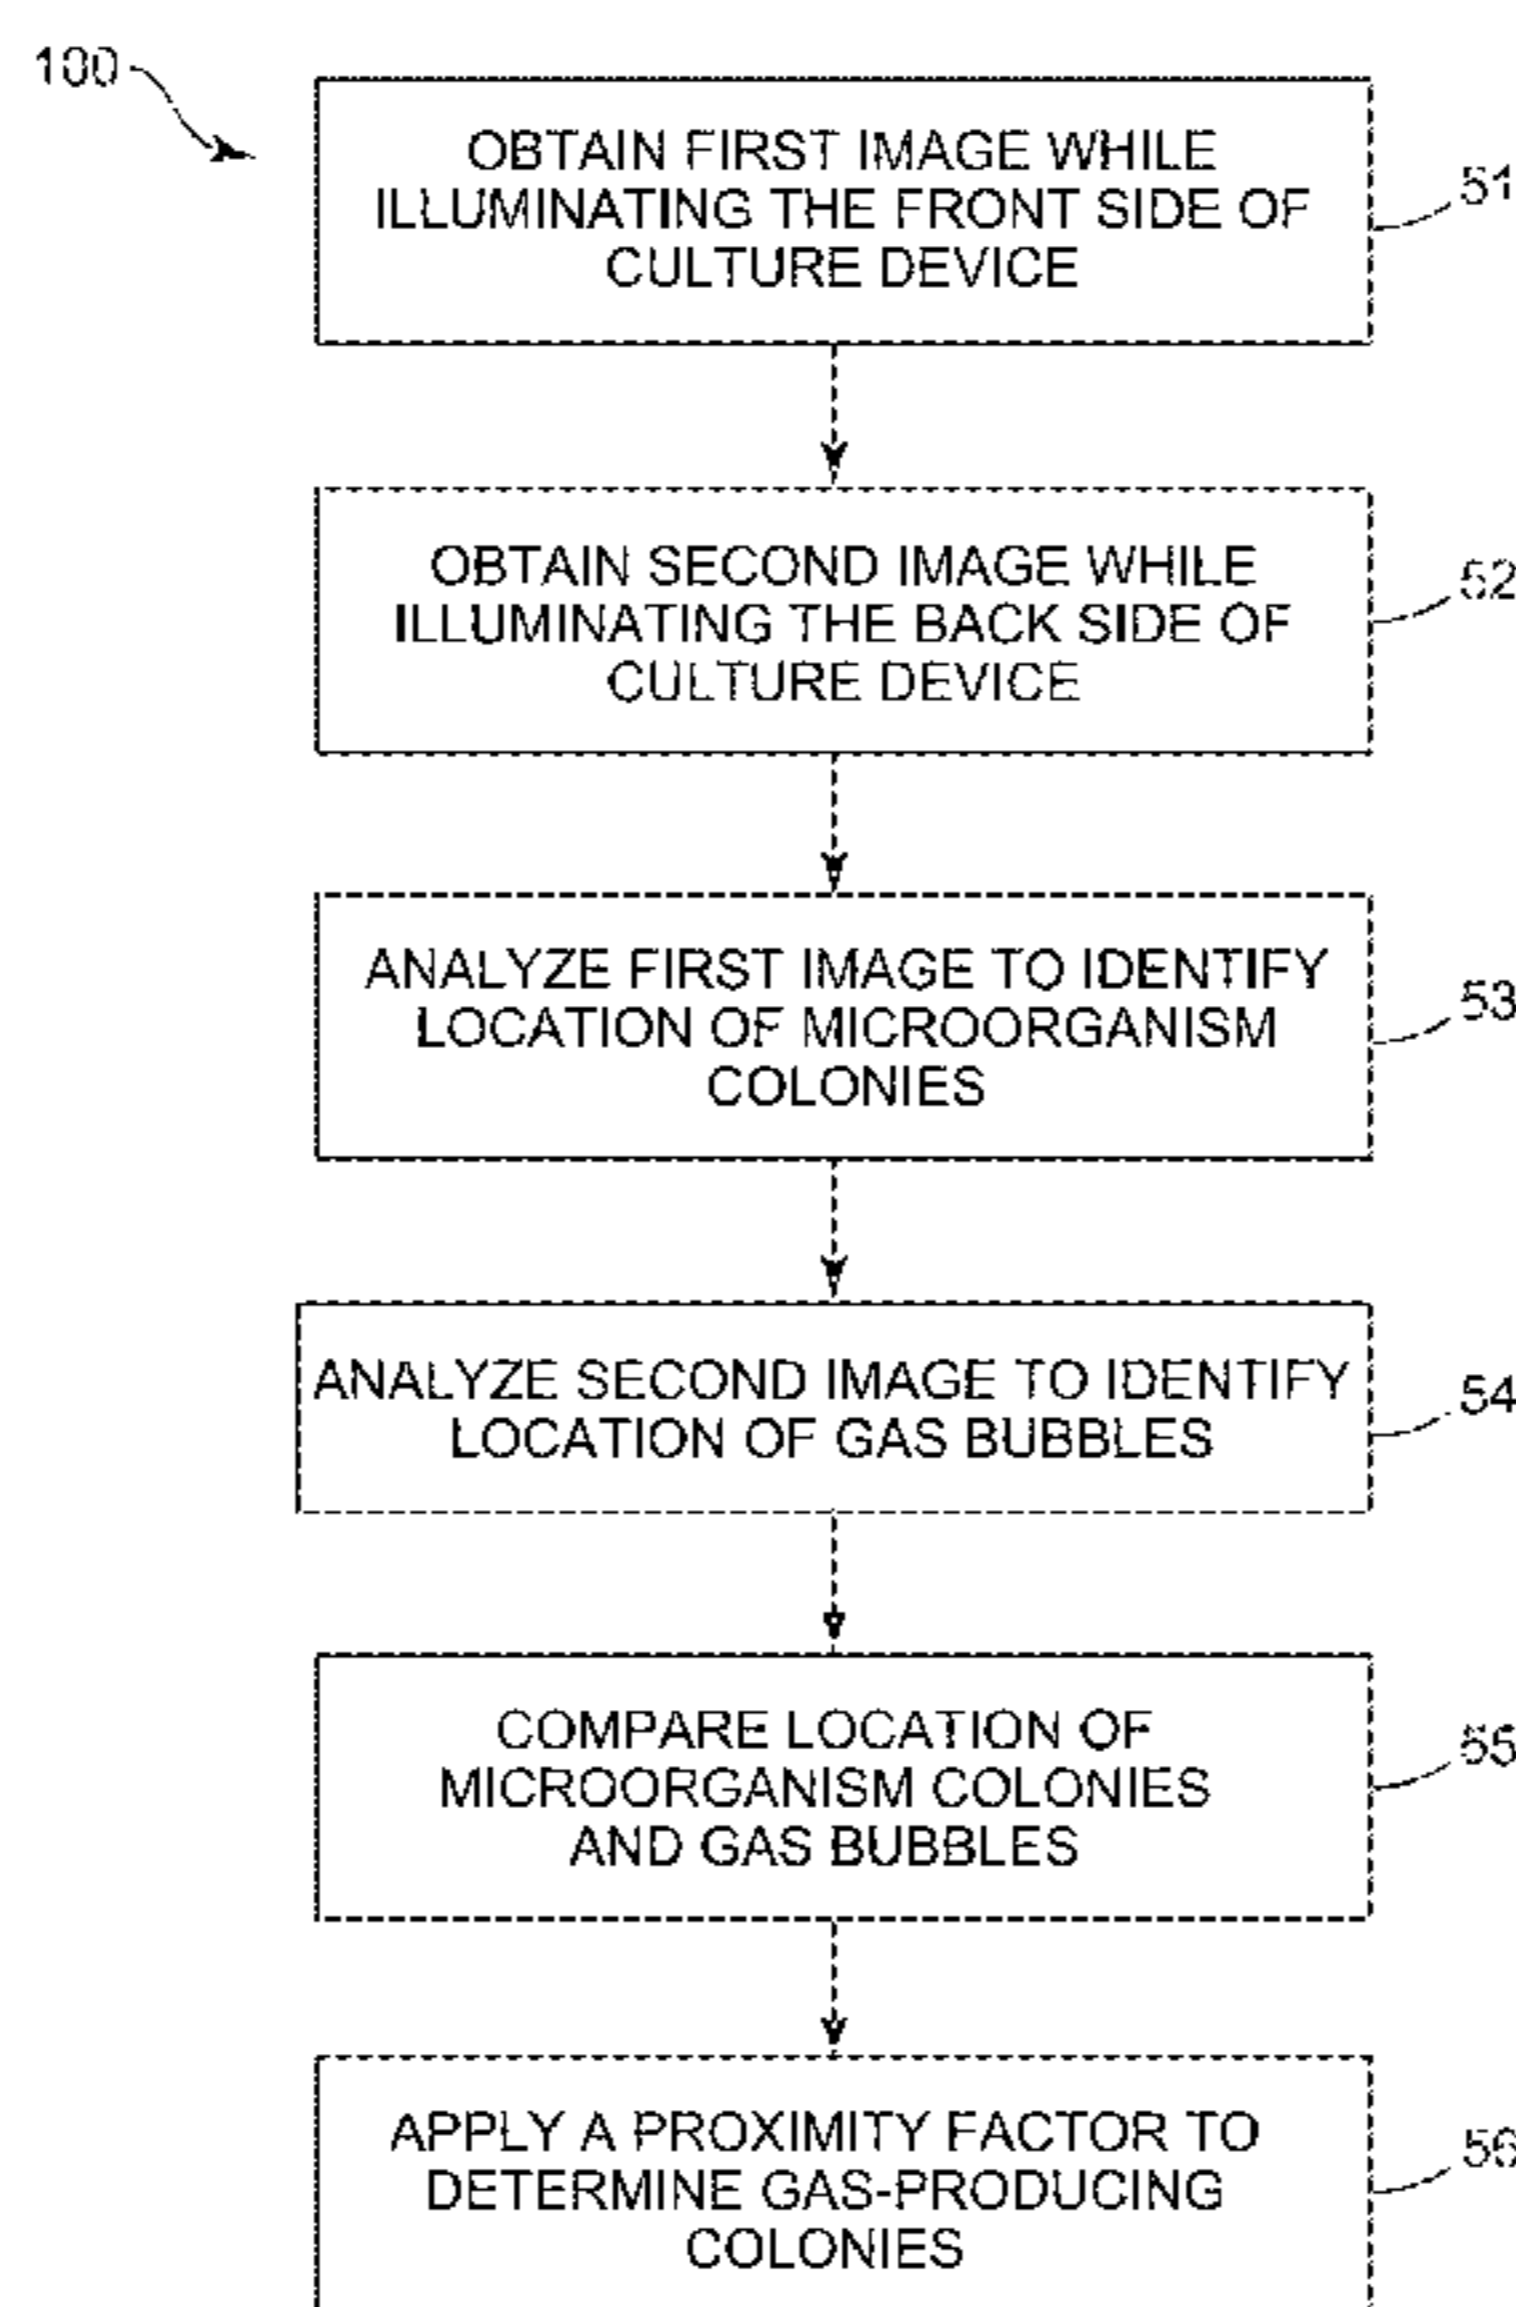 100
OBTAIN FIRST IMAGE WHILE
ILLUMINATING THE FRONT SIDE OF
CULTURE DEVICE
51
OBTAIN SECOND IMAGE WHILE
ILLUMINATING THE BACK SIDE OF
CULTURE DEVICE
52
ANALYZE FIRST IMAGE TO IDENTIFY
LOCATION OF MICROORGANISM
COLONIES
53
ANALYZE SECOND IMAGE TO IDENTIFY
LOCATION OF GAS BUBBLES
54
COMPARE LOCATION OF
MICROORGANISM COLONIES
AND GAS BUBBLES
55
APPLY A PROXIMITY FACTOR TO
DETERMINE GAS-PRODUCING
COLONIES
56